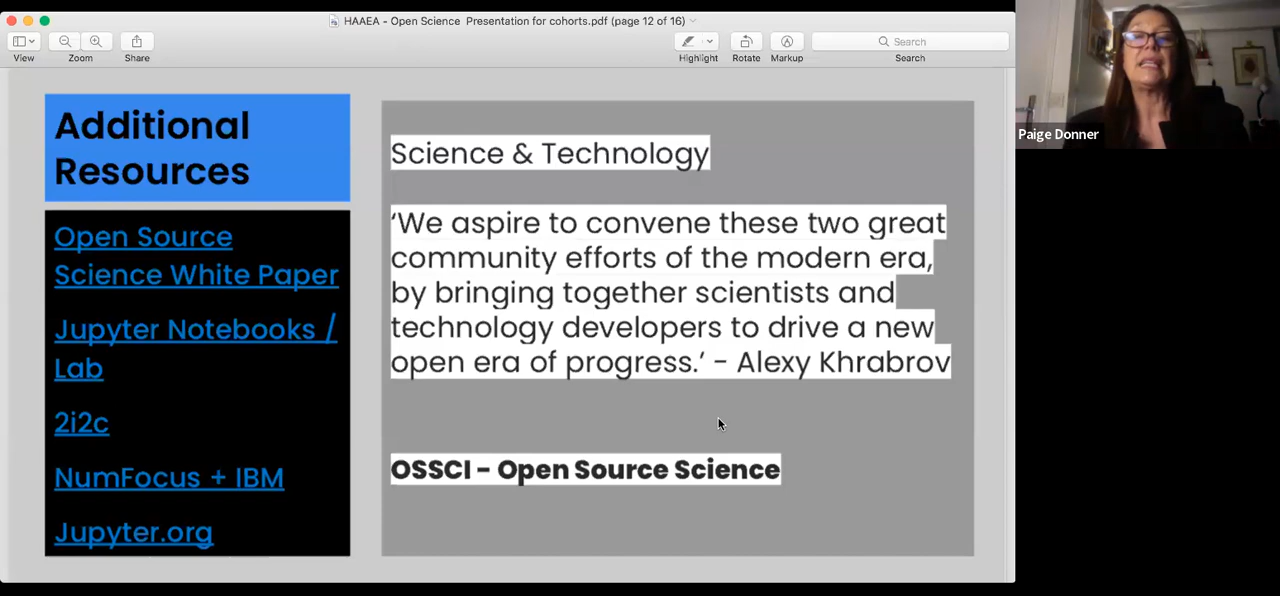 HAAEA - Open Science Presentation for cohorts.pdf (page 12 of 16)
View
Zoom
Share
Highlight
Rotate
Markup
Search
Search
Additional
Resources
Open Source
Science White Paper
Jupyter Notebooks /
Lab
2i2c
NumFocus + IBM
Jupyter.org
Science & Technology
‘We aspire to convene these two great
community efforts of the modern era,
by bringing together scientists and
technology developers to drive a new
open era of progress.’ - Alexy Khrabrov
OSSCI - Open Source Science
Paige Donner